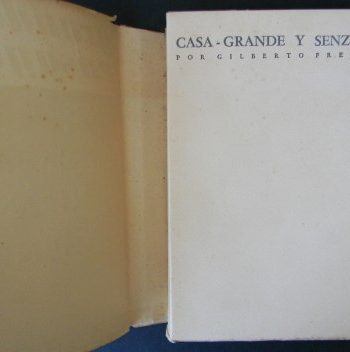 CASA-GRANDE Y SENZ
POR GILBERTO FRE